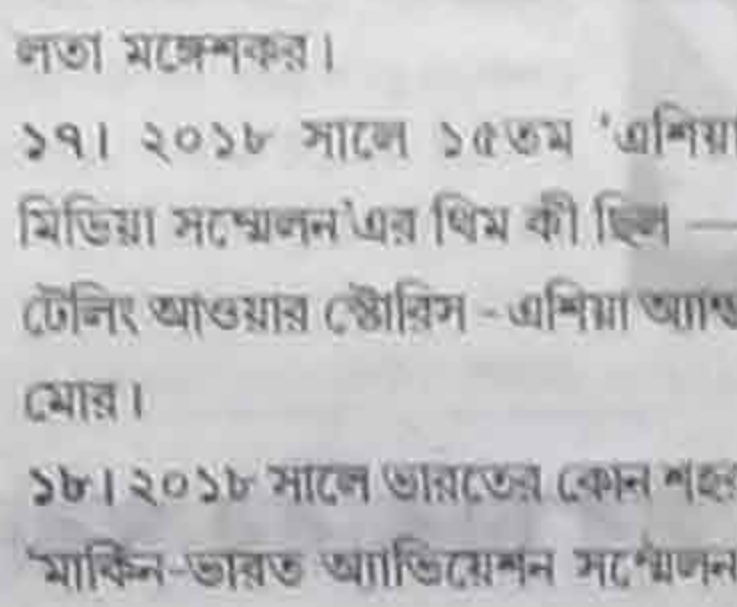 লতা মঙ্গেশকর।
১৭। ২০১৮ সালে ১৫তম 'এশিয়া
মিডিয়া সম্মেলন'এর থিম কী ছিল —
টেলিং আওয়ার স্টোরিস - এশিয়া অ্যান্ড
মোর।
১৮। ২০১৮ সালে ভারতের কোন শহর
'মার্কিন-ভারত অ্যাভিয়েশন সম্মেলন